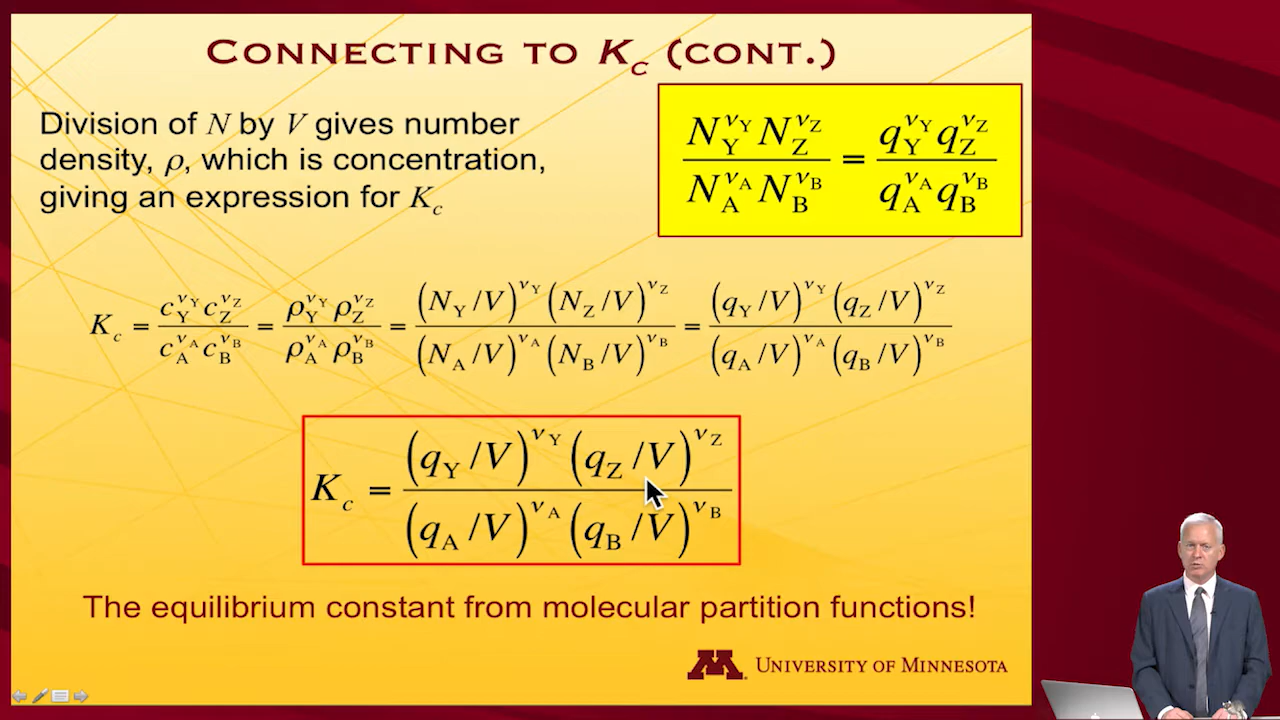 CONNECTING TO K_c (CONT.)
Division of N by V gives number
density, ρ, which is concentration,
giving an expression for K_c
N_Y^{ν_Y} N_Z^{ν_Z} / N_A^{ν_A} N_B^{ν_B} = q_Y^{ν_Y} q_Z^{ν_Z} / q_A^{ν_A} q_B^{ν_B}
K_c = c_Y^{ν_Y} c_Z^{ν_Z} / c_A^{ν_A} c_B^{ν_B} = ρ_Y^{ν_Y} ρ_Z^{ν_Z} / ρ_A^{ν_A} ρ_B^{ν_B} = (N_Y/V)^{ν_Y} (N_Z/V)^{ν_Z} / (N_A/V)^{ν_A} (N_B/V)^{ν_B} = (q_Y/V)^{ν_Y} (q_Z/V)^{ν_Z} / (q_A/V)^{ν_A} (q_B/V)^{ν_B}
K_c = (q_Y/V)^{ν_Y} (q_Z/V)^{ν_Z} / (q_A/V)^{ν_A} (q_B/V)^{ν_B}
The equilibrium constant from molecular partition functions!
M UNIVERSITY OF MINNESOTA